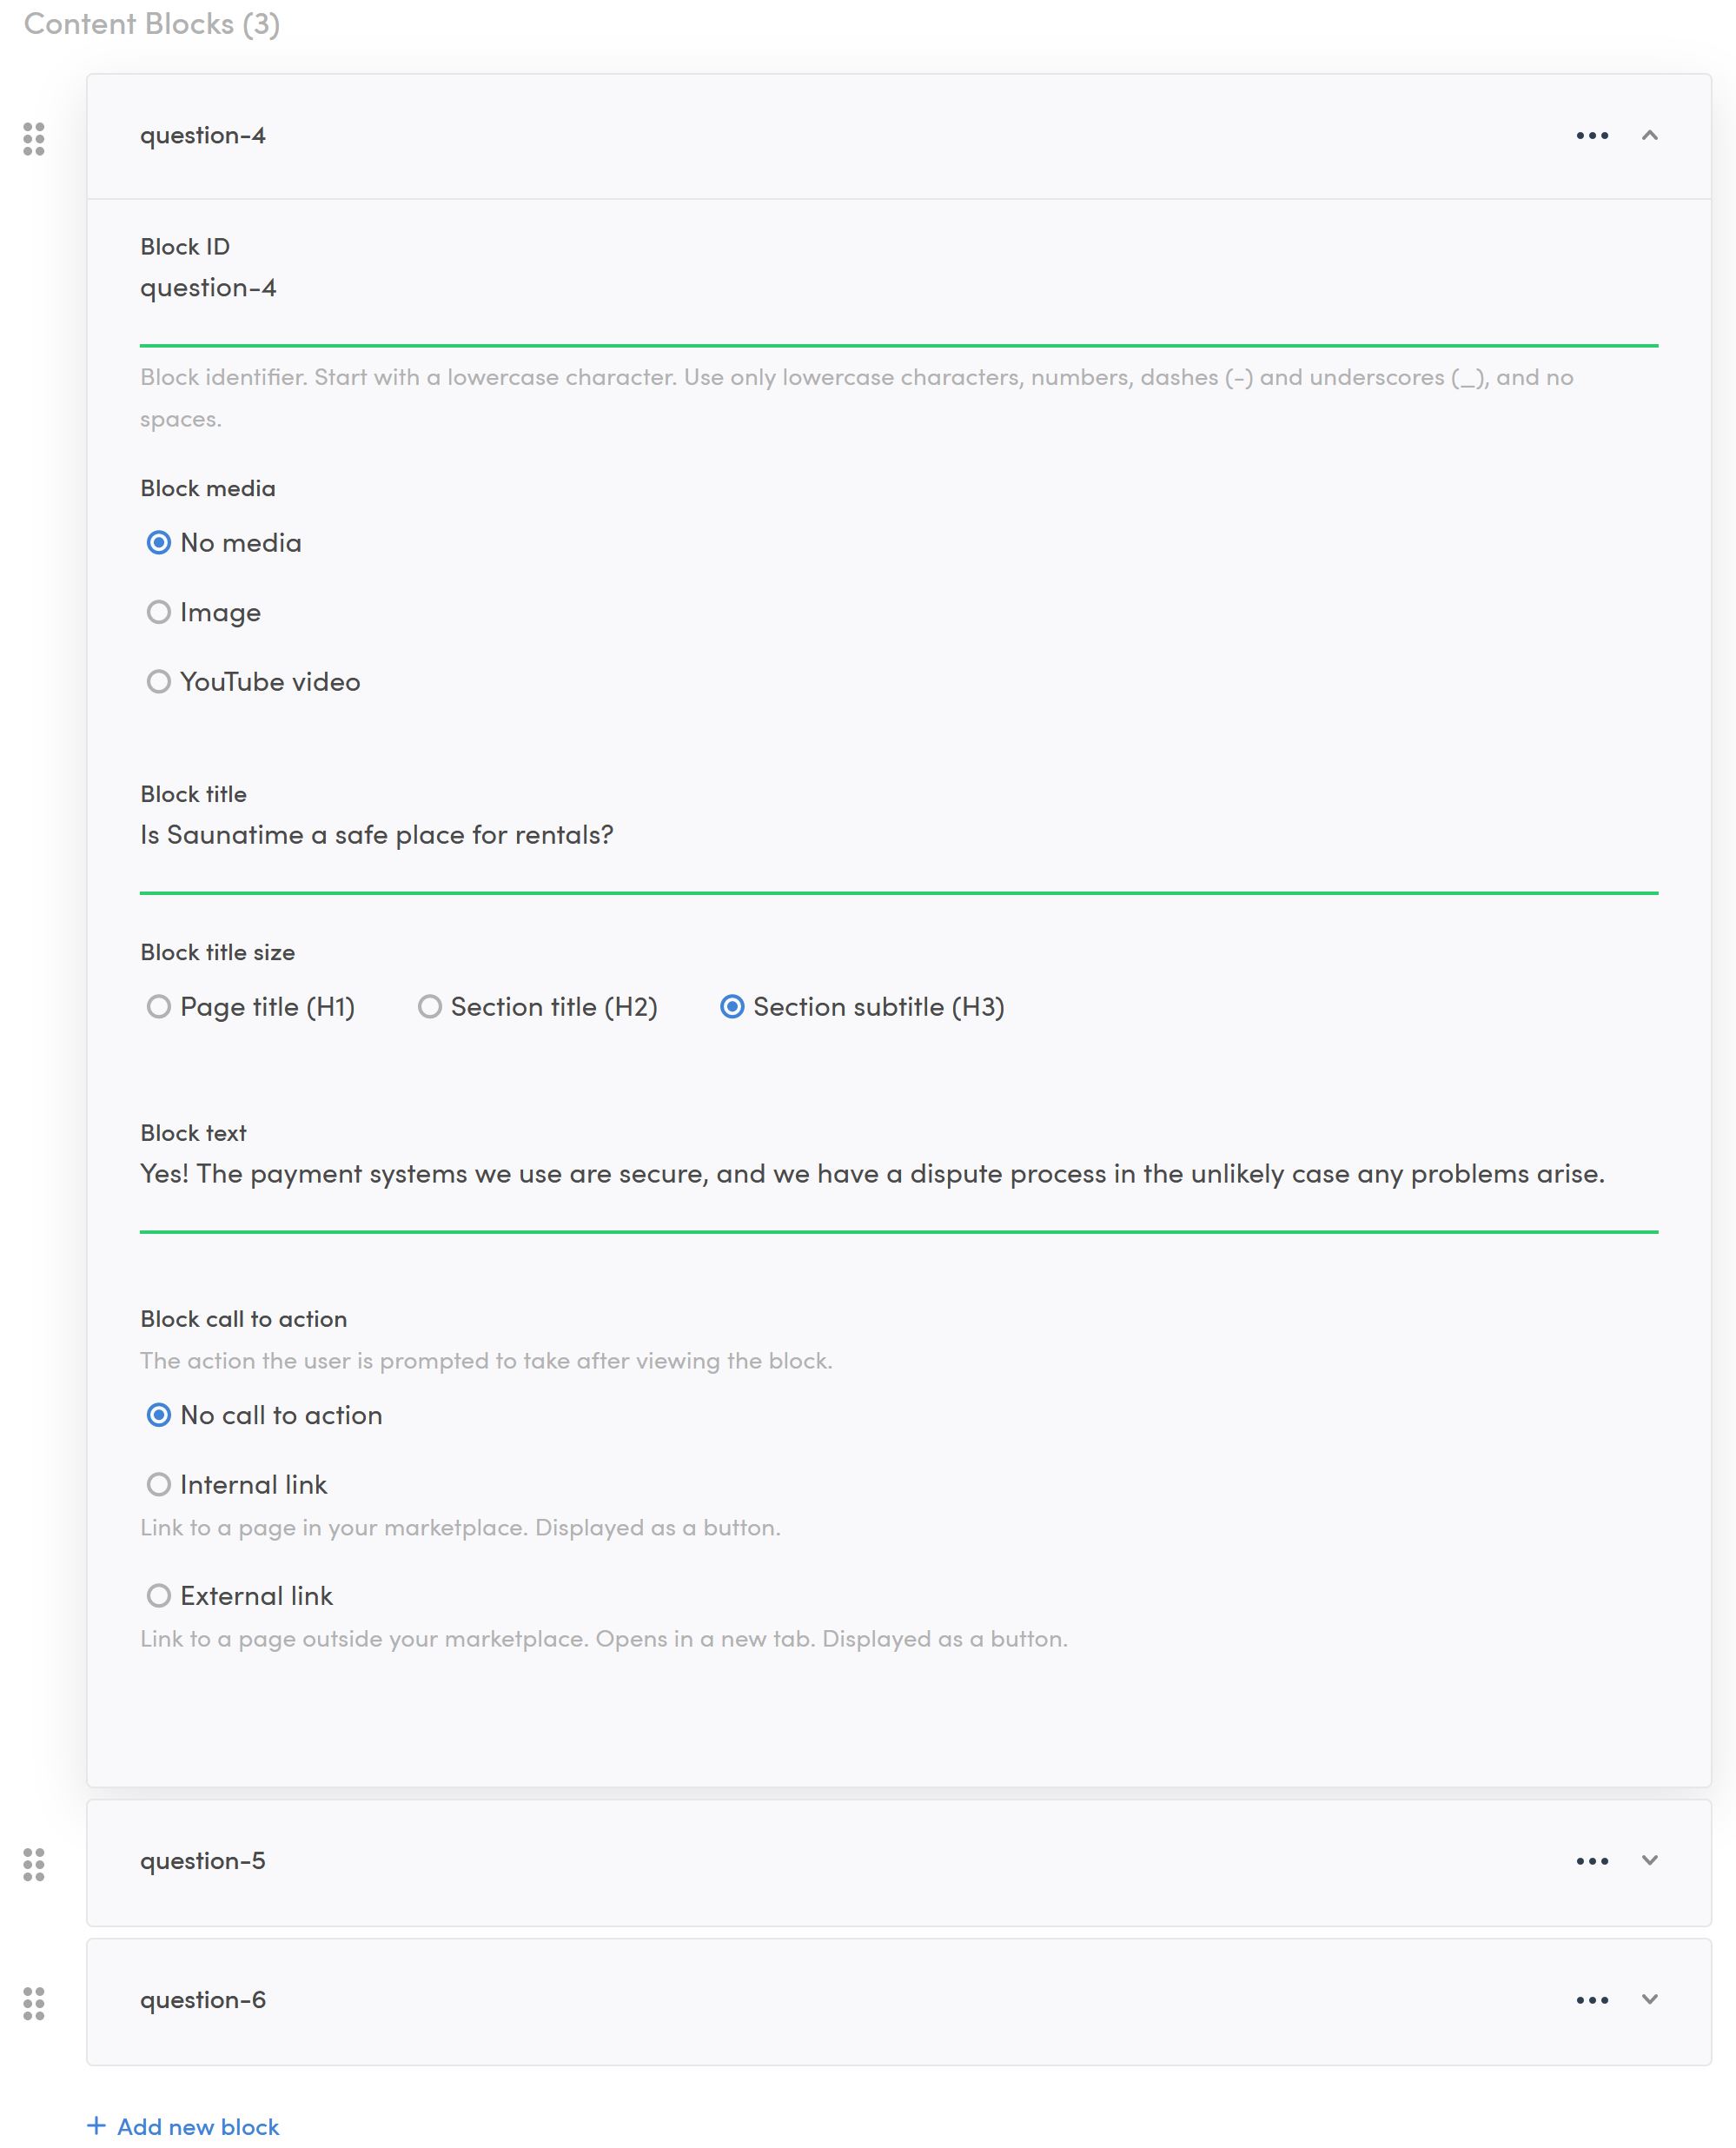 Content Blocks (3)
question-4
Block ID
question-4
Block identifier. Start with a lowercase character. Use only lowercase characters, numbers, dashes (-) and underscores (_), and no
spaces.
Block media
No media
Image
YouTube video
Block title
Is Saunatime a safe place for rentals?
Block title size
Page title (H1) Section title (H2) Section subtitle (H3)
Block text
Yes! The payment systems we use are secure, and we have a dispute process in the unlikely case any problems arise.
Block call to action
The action the user is prompted to take after viewing the block.
No call to action
Internal link
Link to a page in your marketplace. Displayed as a button.
External link
Link to a page outside your marketplace. Opens in a new tab. Displayed as a button.
question-5
question-6
+ Add new block